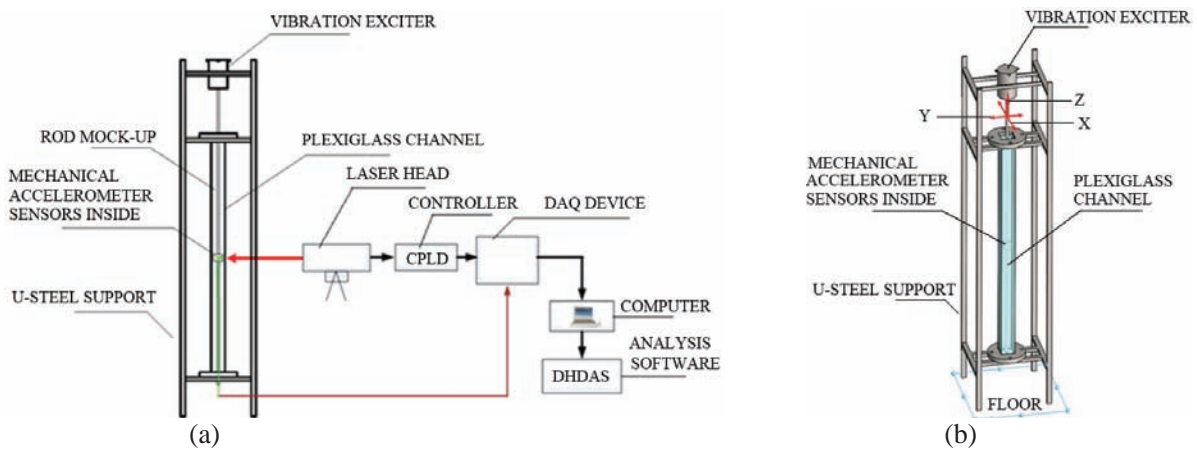 VIBRATION EXCITER
ROD MOCK-UP
PLEXIGLASS CHANNEL
MECHANICAL
ACCELEROMETER
SENSORS INSIDE
LASER HEAD
CONTROLLER
DAQ DEVICE
CPLD
U-STEEL SUPPORT
COMPUTER
ANALYSIS
SOFTWARE
DHDAS
(a)
VIBRATION EXCITER
Z
Y
X
MECHANICAL
ACCELEROMETER
SENSORS INSIDE
PLEXIGLASS
CHANNEL
U-STEEL SUPPORT
FLOOR
(b)